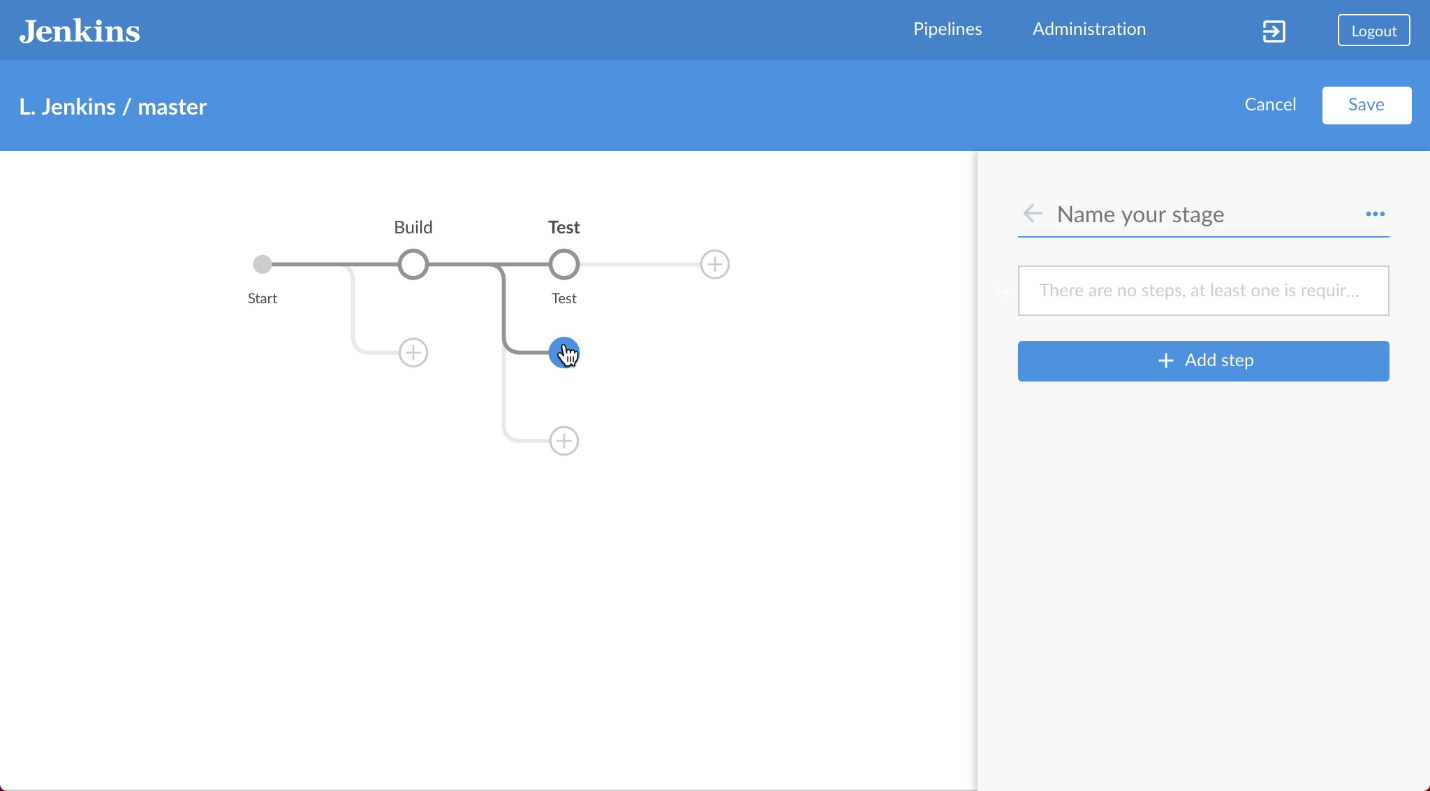 Jenkins
Pipelines
Administration
Logout
L. Jenkins / master
Cancel
Save
Build
Test
Start
Test
Name your stage
There are no steps, at least one is requir...
Add step